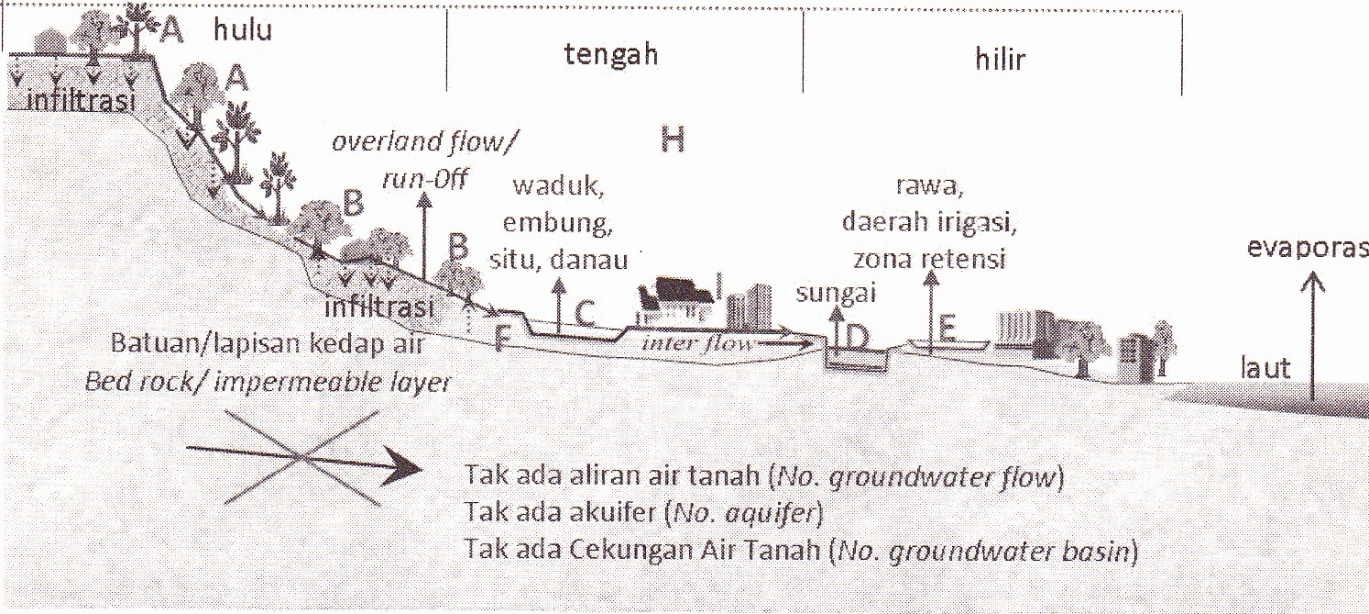 hulu
tengah
hilir
A
A
infiltrasi
overland flow/
run-Off
H
waduk,
embung,
situ, danau
rawa,
daerah irigasi,
zona retensi
evaporas
B
B
I
sungai
infiltrasi
C
D
E
F
inter flow
laut
Batuan/lapisan kedap air
Bed rock/ impermeable layer
Tak ada aliran air tanah (No. groundwater flow)
Tak ada akuifer (No. aquifer)
Tak ada Cekungan Air Tanah (No. groundwater basin)